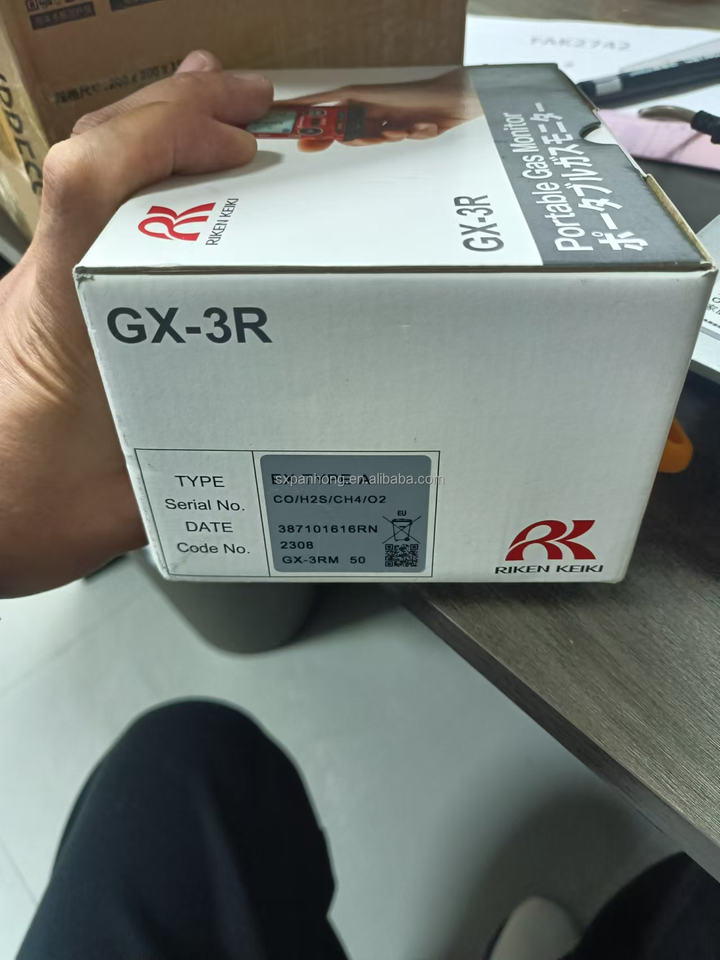 FAK2742
RIKEN KEIKI
GX-3R
Portable Gas Monitor
ポータブルガスモニター
GX-3R
TYPE
Serial No.
DATE
Code No.
sxpanhong.en.alibaba.com
CO/H2S/CH4/O2
EU
387101616RN
2308
GX-3RM 50
RIKEN KEIKI